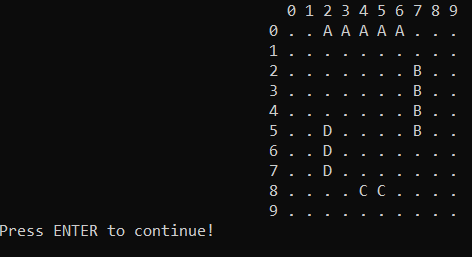 0 1 2 3 4 5 6 7 8 9
0 . . A A A A A . . .
1 . . . . . . . . . .
2 . . . . . . . B . .
3 . . . . . . . B . .
4 . . . . . . . B . .
5 . . D . . . . B . .
6 . . D . . . . . . .
7 . . D . . . . . . .
8 . . . . C C . . . .
9 . . . . . . . . . .
Press ENTER to continue!